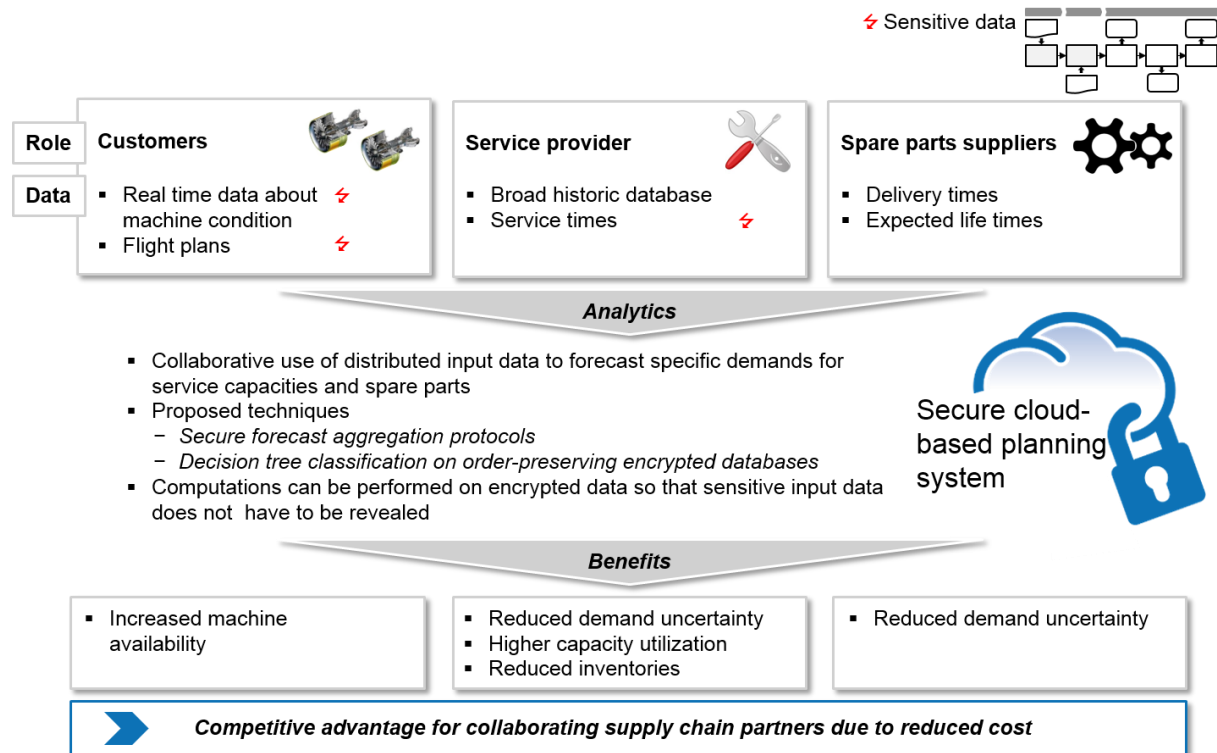 Sensitive data
Role
Customers
Service provider
Spare parts suppliers
Data
▪ Real time data about
machine condition
▪ Flight plans
▪ Broad historic database
▪ Service times
▪ Delivery times
▪ Expected life times
Analytics
▪ Collaborative use of distributed input data to forecast specific demands for
service capacities and spare parts
▪ Proposed techniques
− Secure forecast aggregation protocols
− Decision tree classification on order-preserving encrypted databases
▪ Computations can be performed on encrypted data so that sensitive input data
does not have to be revealed
Secure cloud-
based planning
system
Benefits
▪ Increased machine
availability
▪ Reduced demand uncertainty
▪ Higher capacity utilization
▪ Reduced inventories
▪ Reduced demand uncertainty
Competitive advantage for collaborating supply chain partners due to reduced cost